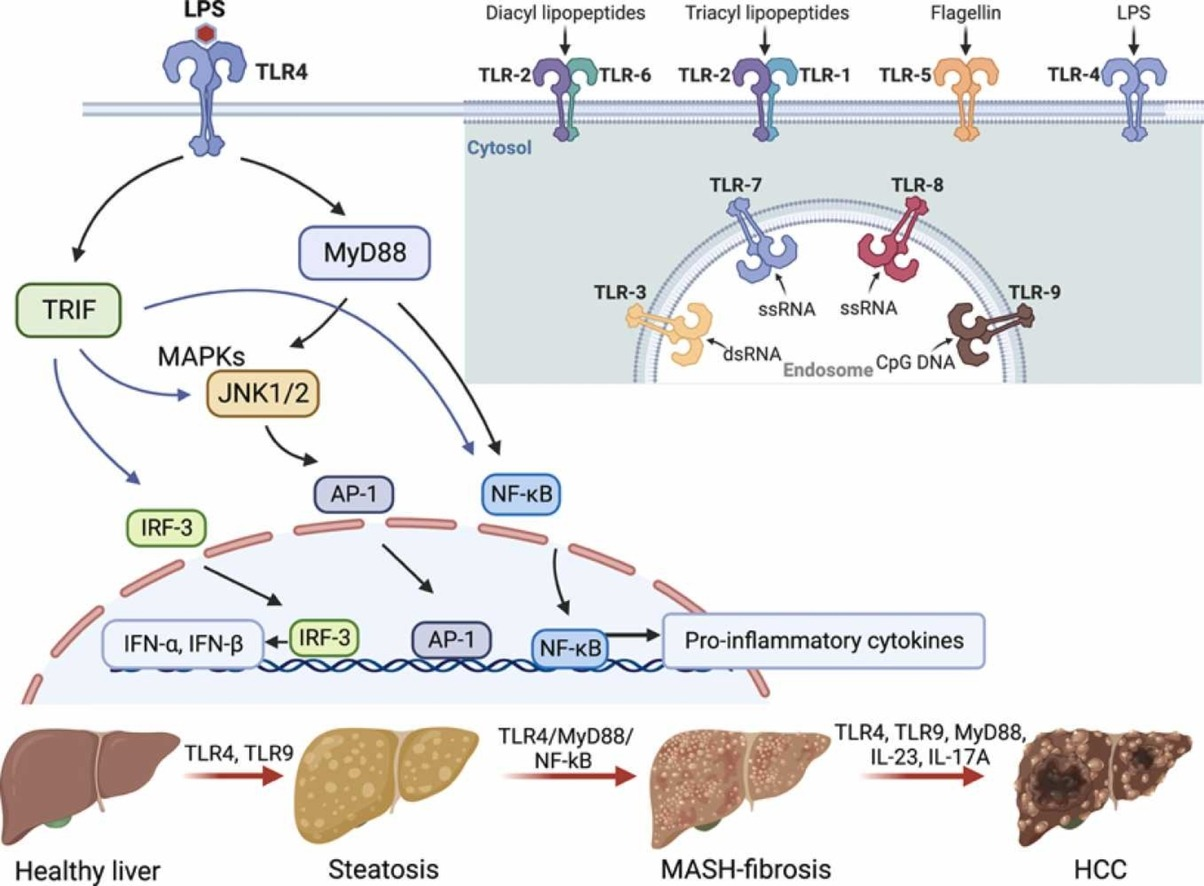 LPS
TLR4
Diacyl lipopeptides
Triacyl lipopeptides
Flagellin
LPS
TLR-2
TLR-6
TLR-2
TLR-1
TLR-5
TLR-4
Cytosol
TLR-7
TLR-8
TLR-3
TLR-9
ssRNA
ssRNA
dsRNA
CpG DNA
Endosome
MyD88
TRIF
MAPKs
JNK1/2
AP-1
NF-κB
IRF-3
IFN-α, IFN-β
IRF-3
AP-1
NF-κB
Pro-inflammatory cytokines
TLR4, TLR9
TLR4/MyD88/
NF-kB
TLR4, TLR9, MyD88,
IL-23, IL-17A
Healthy liver
Steatosis
MASH-fibrosis
HCC